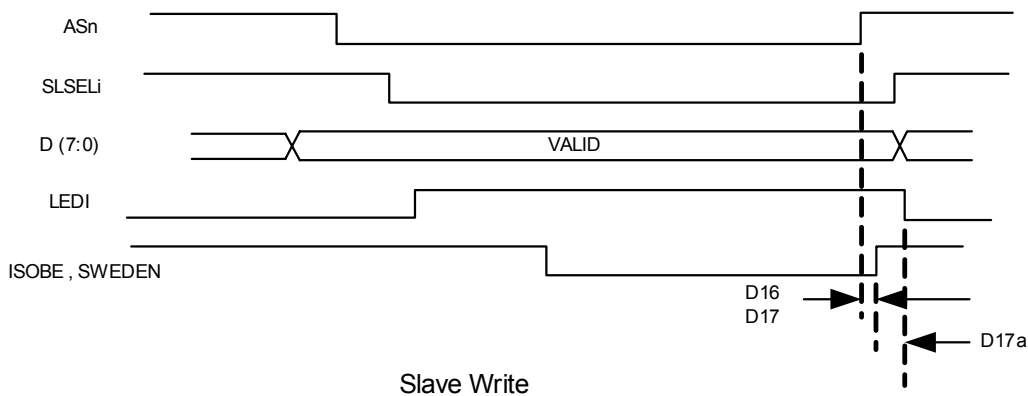 ASn
SLSELi
D (7:0)
VALID
LEDI
ISOBE , SWEDEN
D16
D17
D17a
Slave Write